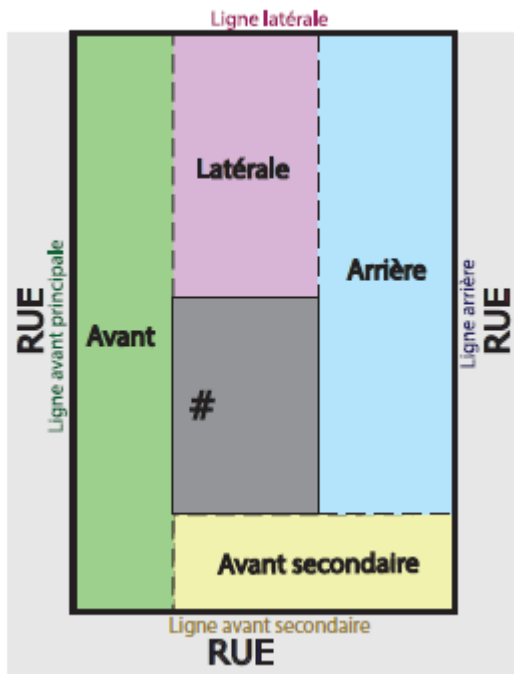 Ligne latérale
Latérale
Arrière
Avant
#
RUE
Ligne avant principale
Ligne arrière
RUE
Avant secondaire
Ligne avant secondaire
RUE